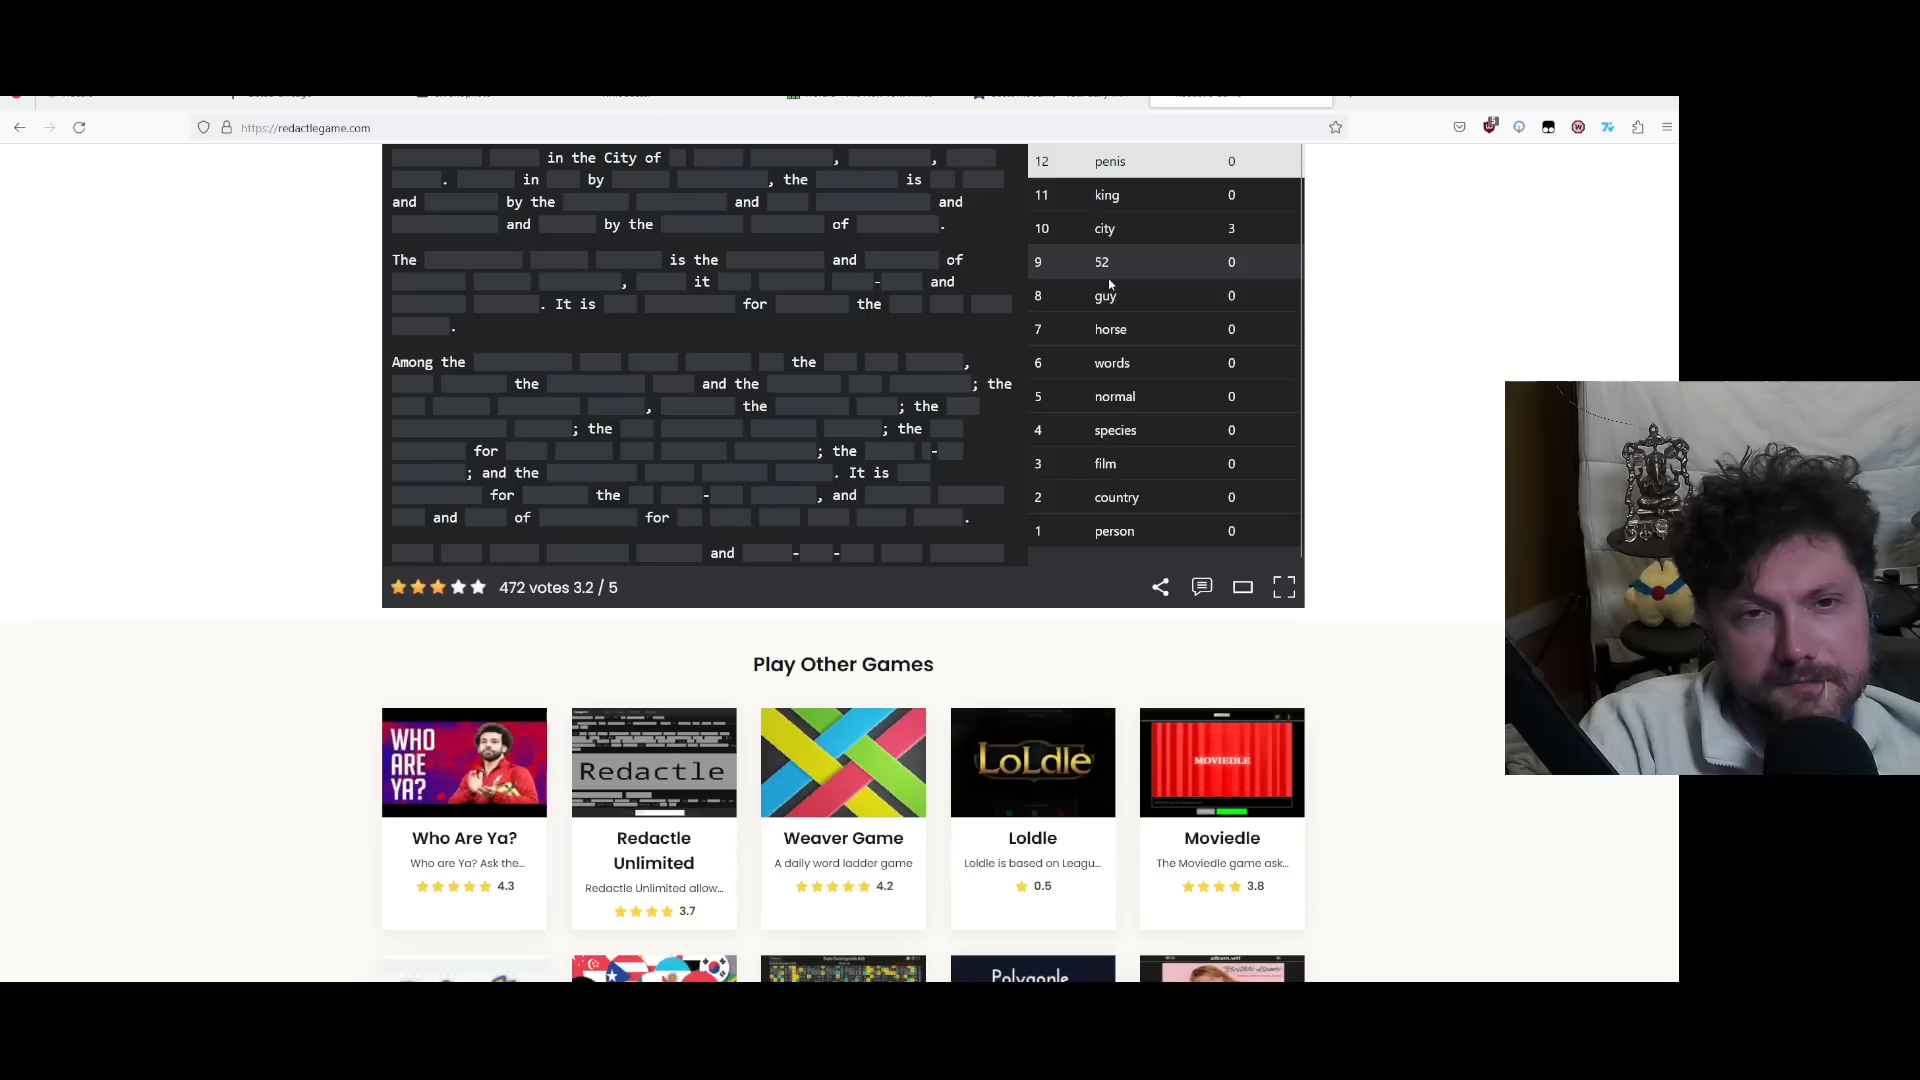 https://redactlegame.com
in the City of , ,
. in by , the is
and by the and and
and by the of .
The is the and of
, it - and
. It is for the
.
Among the the ,
the and the ; the
, the ; the
; the ; the
for ; the -
; and the . It is
for the - , and
and of for .
and - -
12 penis 0
11 king 0
10 city 3
9 52 0
8 guy 0
7 horse 0
6 words 0
5 normal 0
4 species 0
3 film 0
2 country 0
1 person 0
472 votes 3.2 / 5
Play Other Games
WHO
ARE
YA?
Redactle
LOLDLE
MOVIEDLE
Who Are Ya?
Who are Ya? Ask the...
4.3
Redactle
Unlimited
Redactle Unlimited allow...
3.7
Weaver Game
A daily word ladder game
4.2
Loldle
Loldle is based on Leagu...
0.5
Moviedle
The Moviedle game ask...
3.8
Polygonle
album.wtf